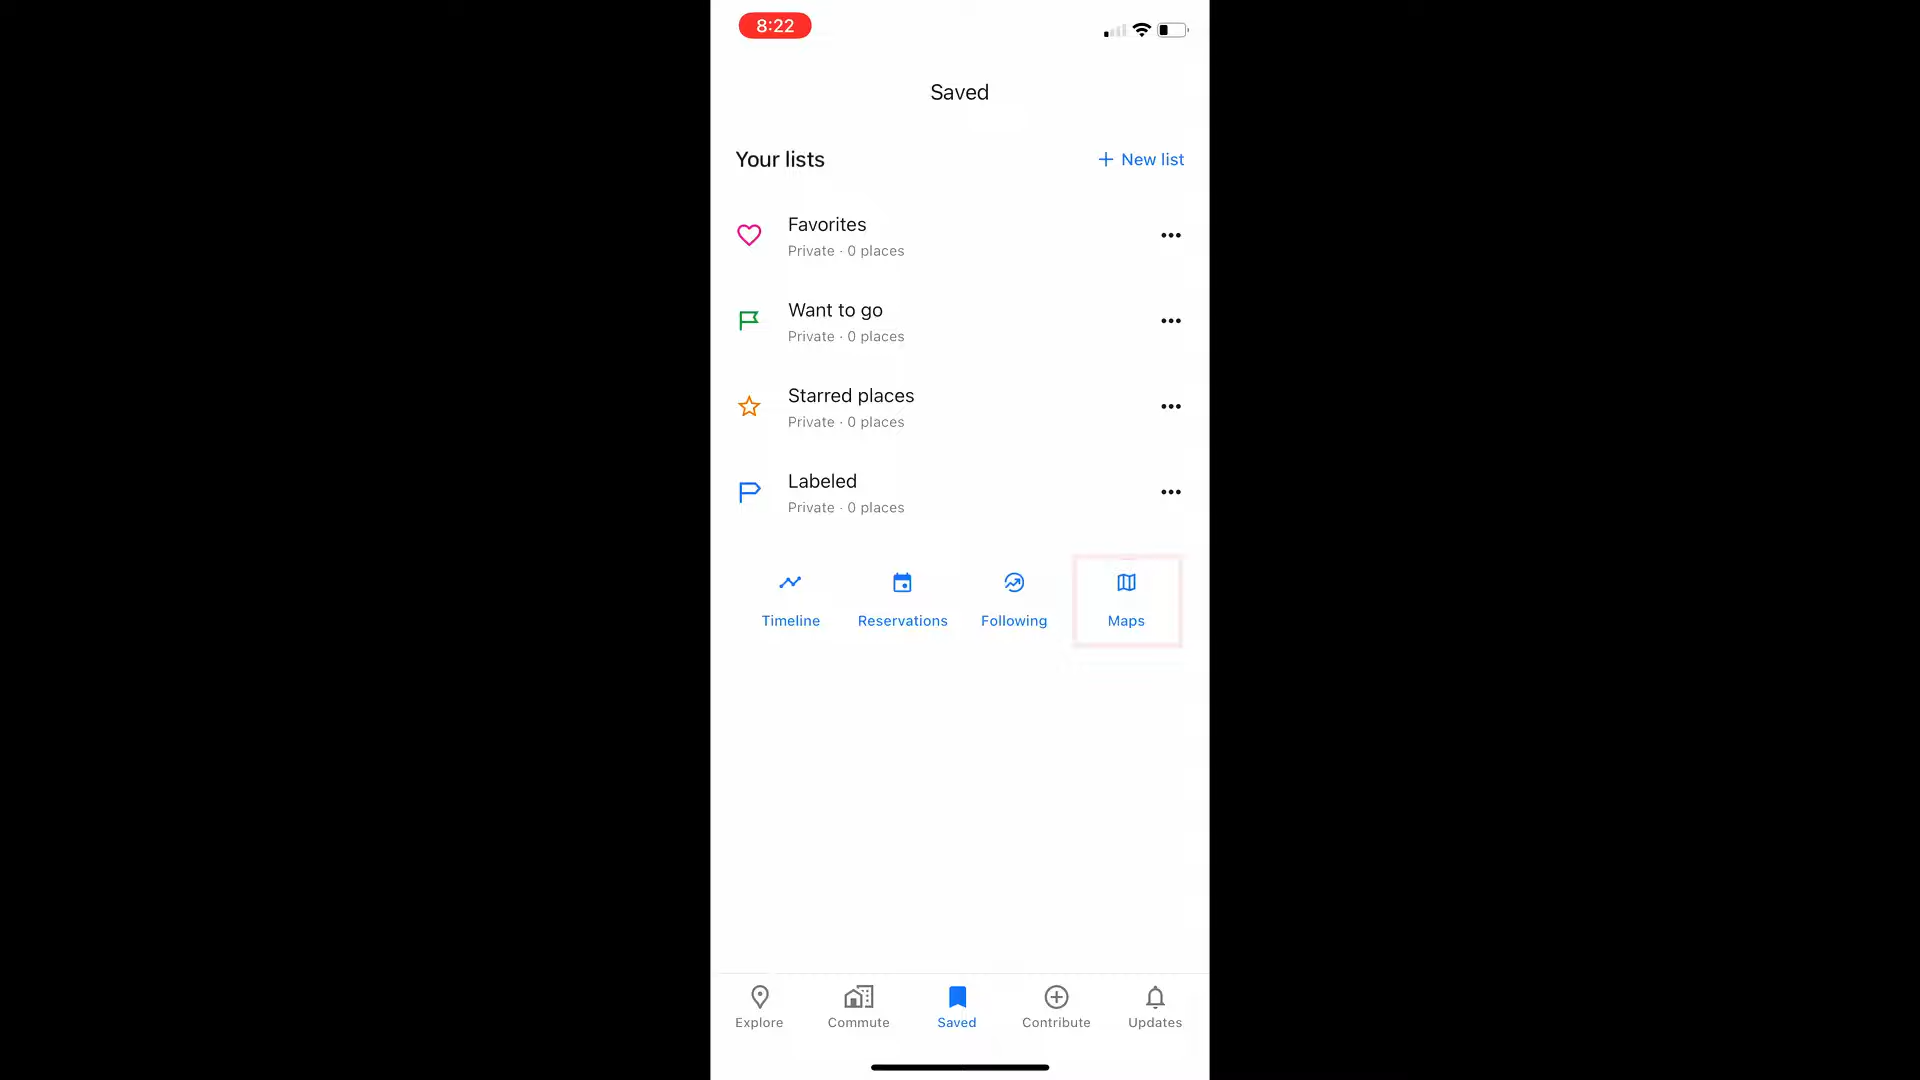 8:22
Saved
Your lists
+ New list
Favorites
Private · 0 places
Want to go
Private · 0 places
Starred places
Private · 0 places
Labeled
Private · 0 places
Timeline Reservations Following Maps
Explore Commute Saved Contribute Updates